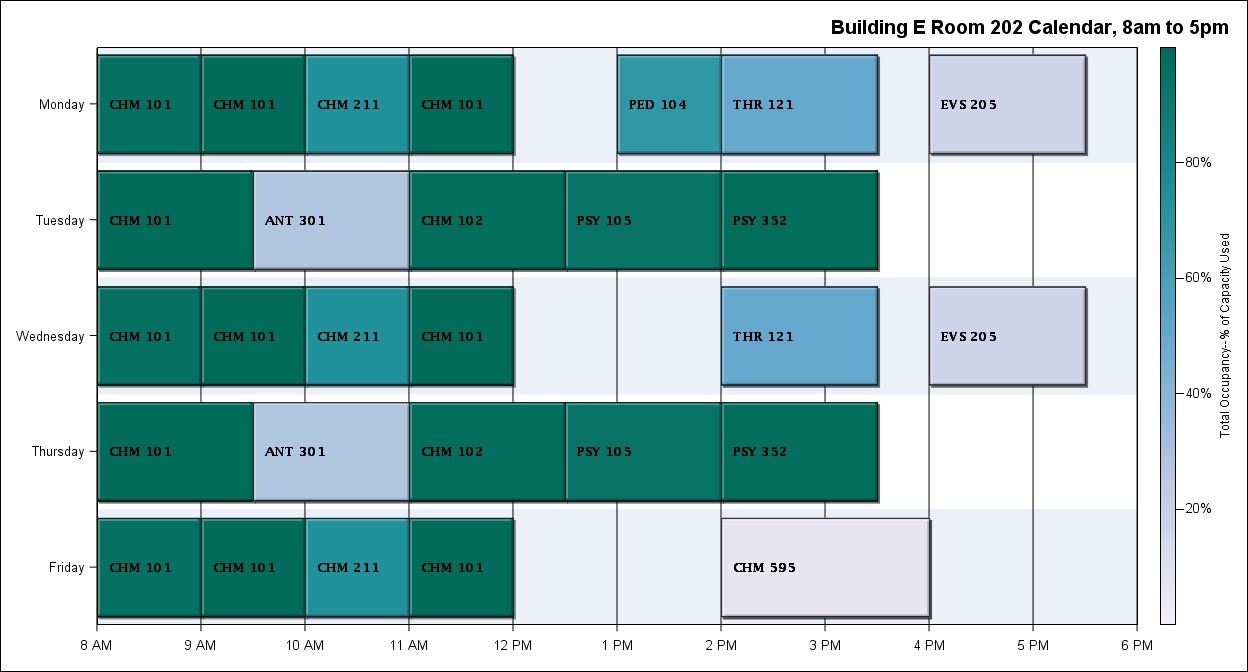 Building E Room 202 Calendar, 8am to 5pm
Monday
CHM 101
CHM 101
CHM 211
CHM 101
PED 104
THR 121
EVS 205
Tuesday
CHM 101
ANT 301
CHM 102
PSY 105
PSY 352
Wednesday
CHM 101
CHM 101
CHM 211
CHM 101
THR 121
EVS 205
Thursday
CHM 101
ANT 301
CHM 102
PSY 105
PSY 352
Friday
CHM 101
CHM 101
CHM 211
CHM 101
CHM 595
8 AM
9 AM
10 AM
11 AM
12 PM
1 PM
2 PM
3 PM
4 PM
5 PM
6 PM
80%
60%
40%
20%
Total Occupancy--% of Capacity Used